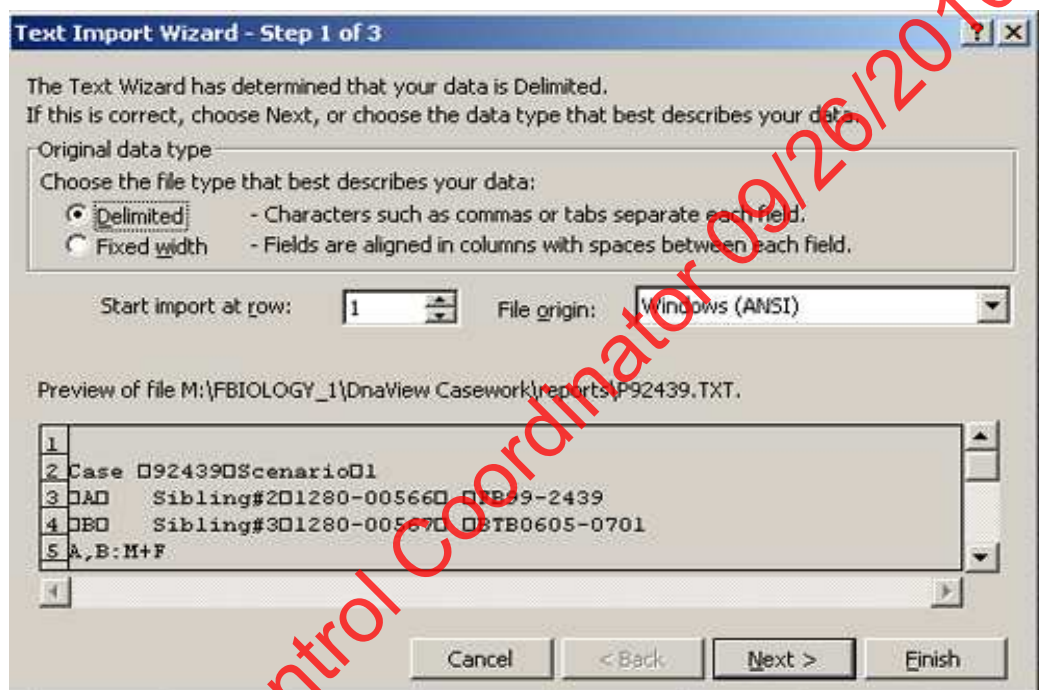 Text Import Wizard - Step 1 of 3
The Text Wizard has determined that your data is Delimited.
If this is correct, choose Next, or choose the data type that best describes your data.
Original data type
Choose the file type that best describes your data:
Delimited - Characters such as commas or tabs separate each field.
Fixed width - Fields are aligned in columns with spaces between each field.
Start import at row: 1 File origin: Windows (ANSI)
Preview of file M:\FBIOLOGY_1\DnaView Casework\reports\P92439.TXT.
1
2 Case □92439□Scenario□1
3 □A□ Sibling#2□1280-00566□ □FB99-2439
4 □B□ Sibling#3□1280-00567□ □BTB0605-0701
5 A,B:M+F
Cancel < Back Next > Finish
Coordinator 09/26/201